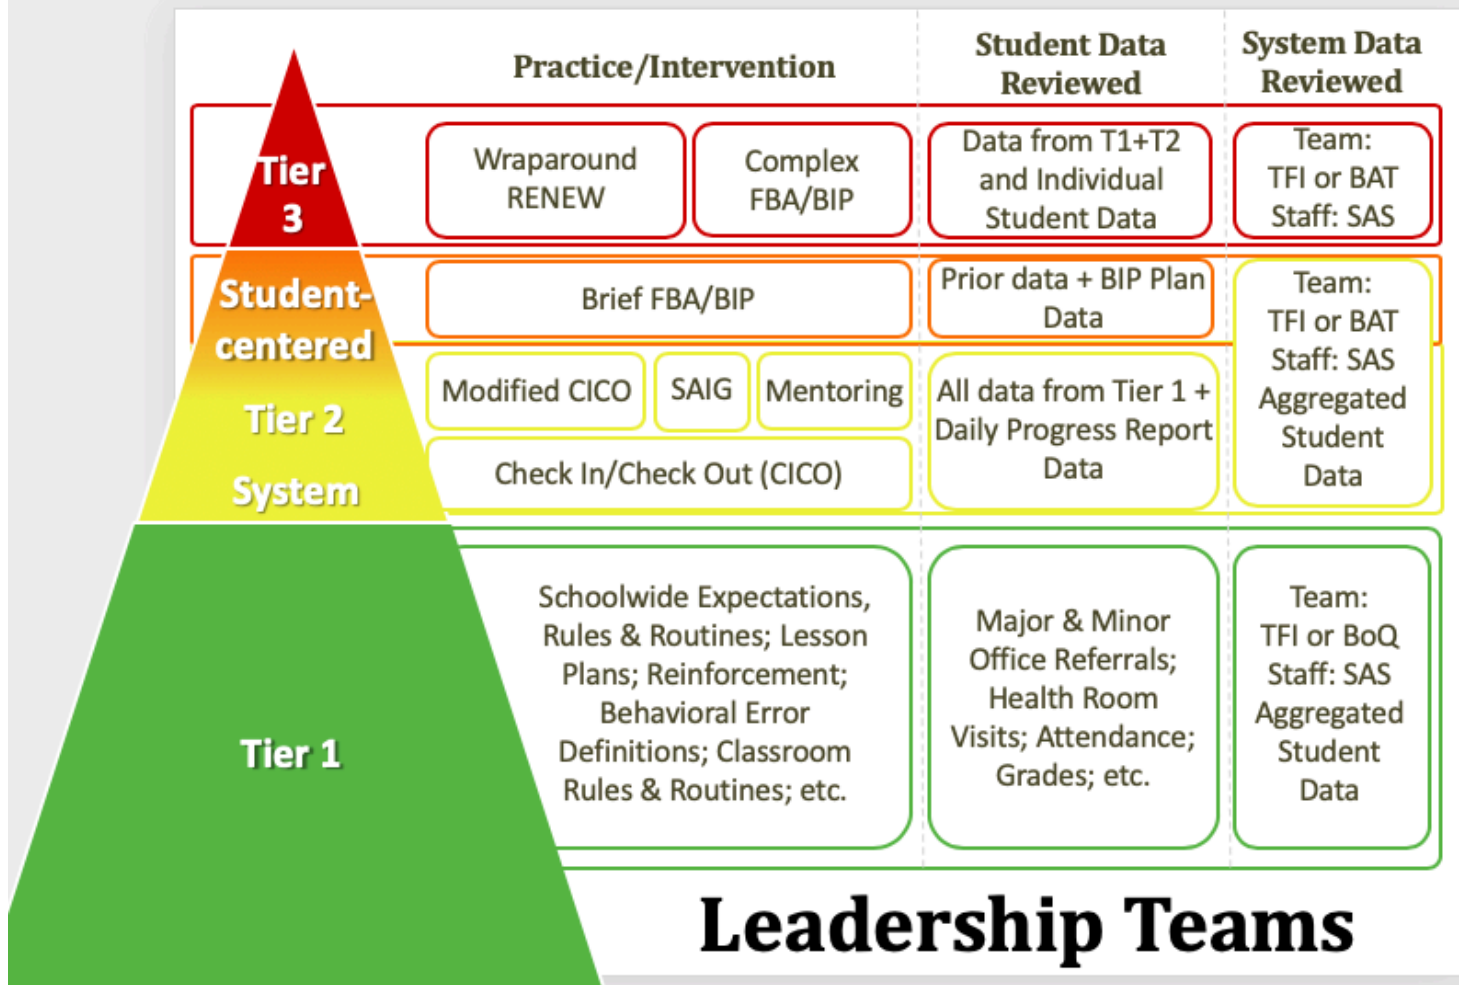 Practice/Intervention
Student Data
Reviewed
System Data
Reviewed
Tier
3
Wraparound
RENEW
Complex
FBA/BIP
Data from T1+T2
and Individual
Student Data
Team:
TFI or BAT
Staff: SAS
Student-
centered
Tier 2
System
Brief FBA/BIP
Prior data + BIP Plan
Data
Modified CICO
SAIG
Mentoring
Check In/Check Out (CICO)
All data from Tier 1 +
Daily Progress Report
Data
Team:
TFI or BAT
Staff: SAS
Aggregated
Student
Data
Tier 1
Schoolwide Expectations,
Rules & Routines; Lesson
Plans; Reinforcement;
Behavioral Error
Definitions; Classroom
Rules & Routines; etc.
Major & Minor
Office Referrals;
Health Room
Visits; Attendance;
Grades; etc.
Team:
TFI or BoQ
Staff: SAS
Aggregated
Student
Data
Leadership Teams